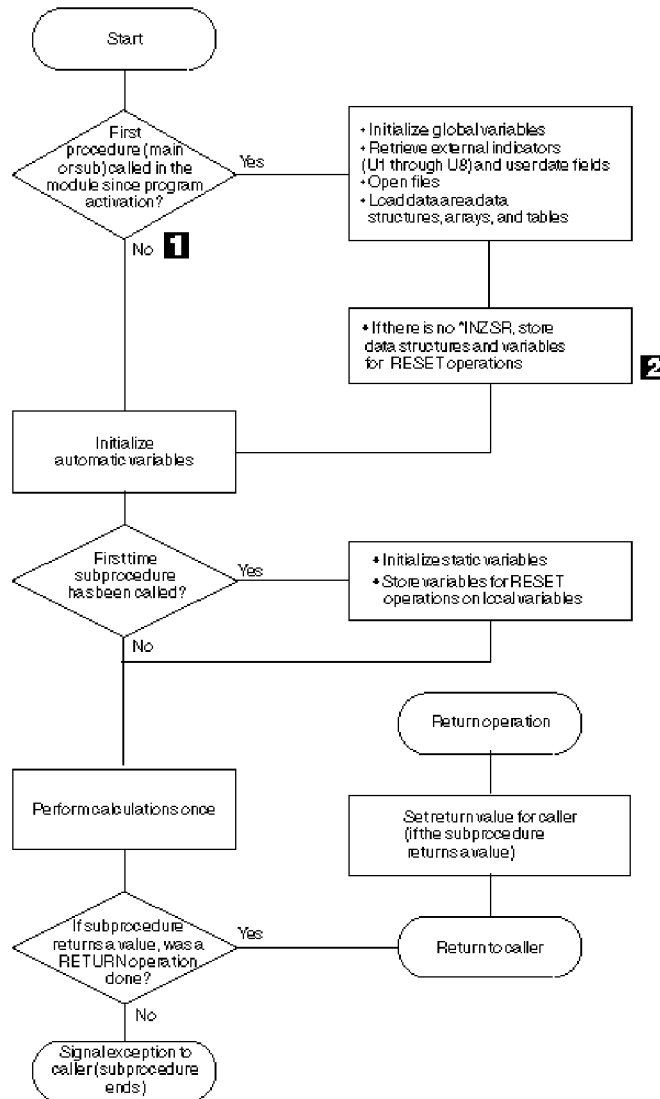 Start
First
procedure (main
or sub) called in the
module since program
activation?
Yes
• Initialize global variables
• Retrieve external indicators
(U1 through U8) and user date fields
• Open files
• Load data area data
structures, arrays, and tables
No 1
• If there is no *INZSR, store
data structures and variables
for RESET operations
2
Initialize
automatic variables
First time
subprocedure
has been called?
Yes
• Initialize static variables
• Store variables for RESET
operations on local variables
No
Return operation
Perform calculations once
Set return value for caller
(if the subprocedure
returns a value)
If subprocedure
returns a value, was a
RETURN operation
done?
Yes
Return to caller
No
Signal exception to
caller (subprocedure
ends)